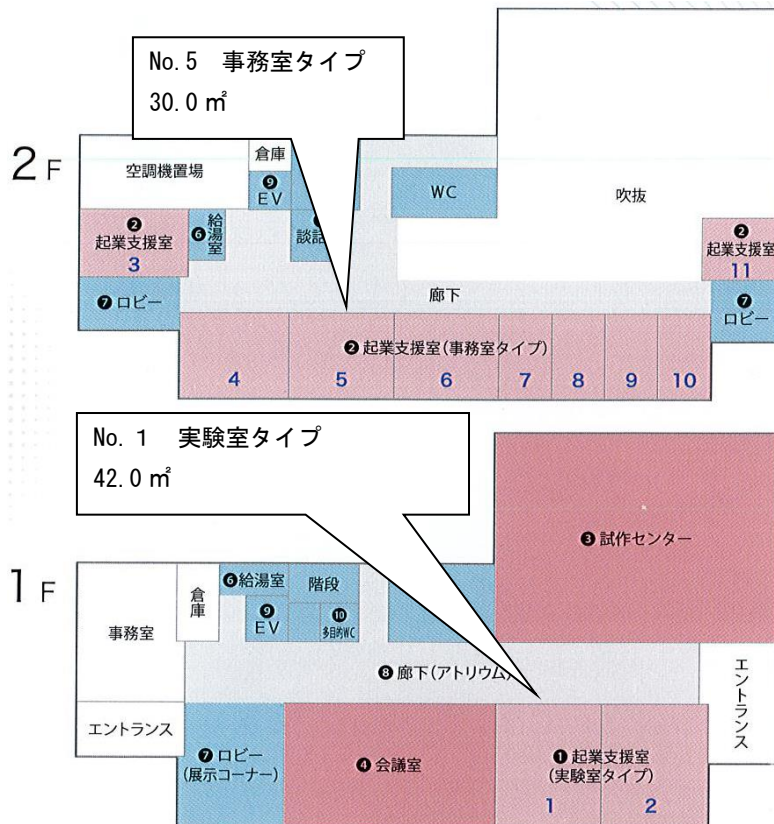 No.5 事務室タイプ
30.0㎡
2F
空調機置場
倉庫
❾
EV
WC
吹抜
❷
起業支援室
3
❻
給湯室
談話
❷
起業支援室
11
❼ロビー
廊下
❼
ロビー
❷起業支援室(事務室タイプ)
4 5 6 7 8 9 10
No.1 実験室タイプ
42.0㎡
❸試作センター
1F
❻給湯室
階段
倉庫
❾
EV
❿
多目的WC
事務室
❽廊下(アトリウム)
エントランス
エントランス
❼ロビー
(展示コーナー)
❹会議室
❶起業支援室
(実験室タイプ)
1 2